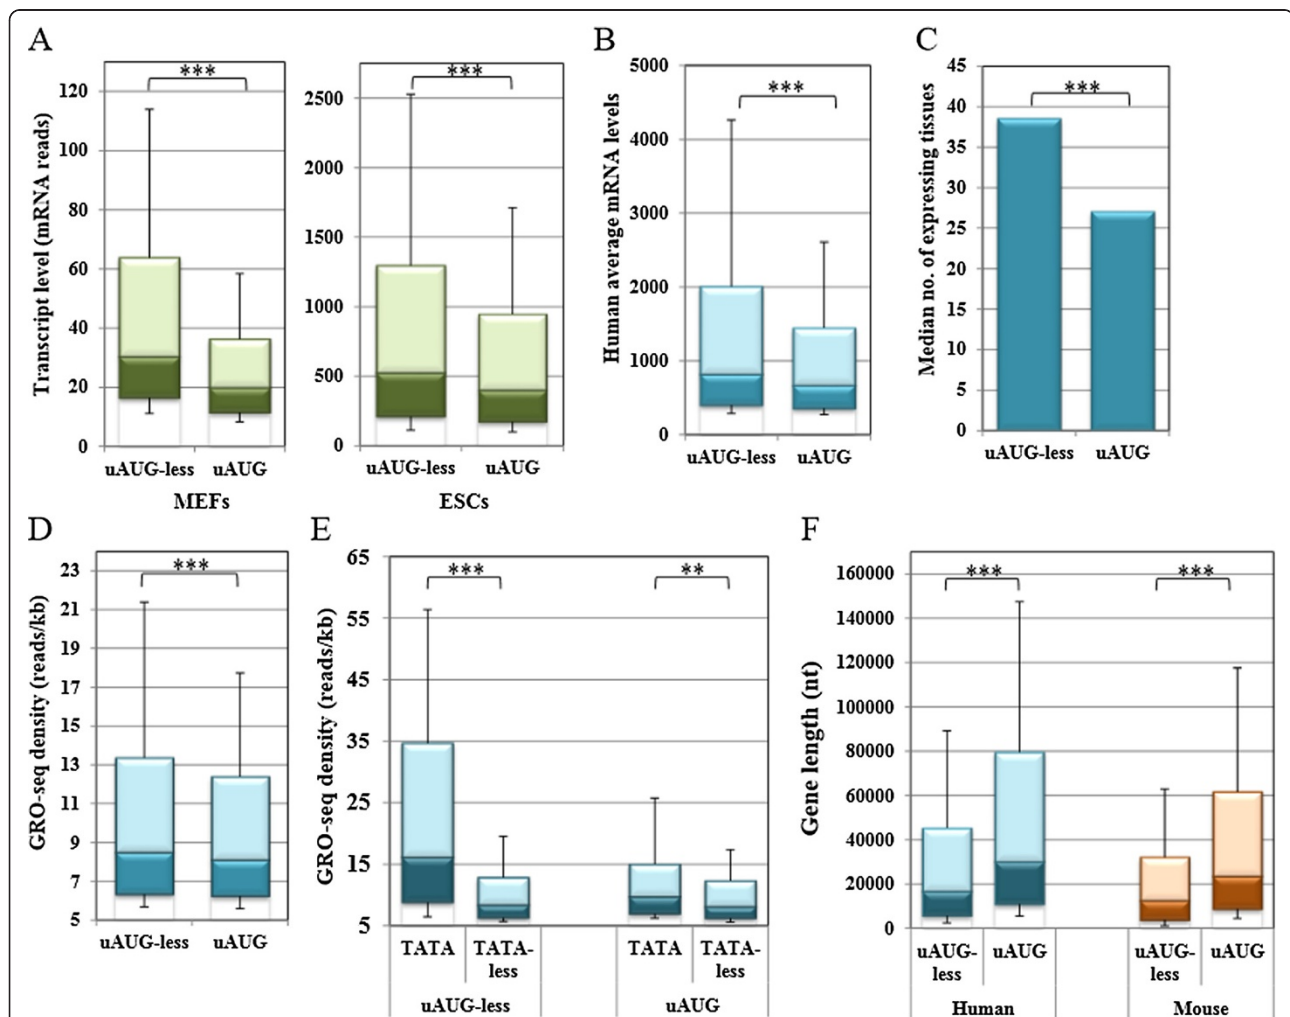 A
Transcript level (mRNA reads)
120
100
80
60
40
20
0
***
uAUG-less uAUG
MEFs
2500
2000
1500
1000
500
0
***
uAUG-less uAUG
ESCs
B
Human average mRNA levels
5000
4000
3000
2000
1000
0
***
uAUG-less uAUG
C
Median no. of expressing tissues
45
40
35
30
25
20
15
10
5
0
***
uAUG-less uAUG
D
GRO-seq density (reads/kb)
23
21
19
17
15
13
11
9
7
5
***
uAUG-less uAUG
E
GRO-seq density (reads/kb)
65
55
45
35
25
15
5
***
**
TATA TATA-
less
TATA TATA-
less
uAUG-less uAUG
F
Gene length (nt)
160000
140000
120000
100000
80000
60000
40000
20000
0
***
***
uAUG-
less
uAUG
uAUG-
less
uAUG
Human Mouse